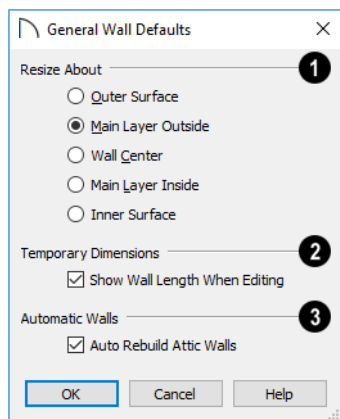 General Wall Defaults
Resize About 1
Outer Surface
Main Layer Outside
Wall Center
Main Layer Inside
Inner Surface
Temporary Dimensions 2
Show Wall Length When Editing
Automatic Walls 3
Auto Rebuild Attic Walls
OK Cancel Help